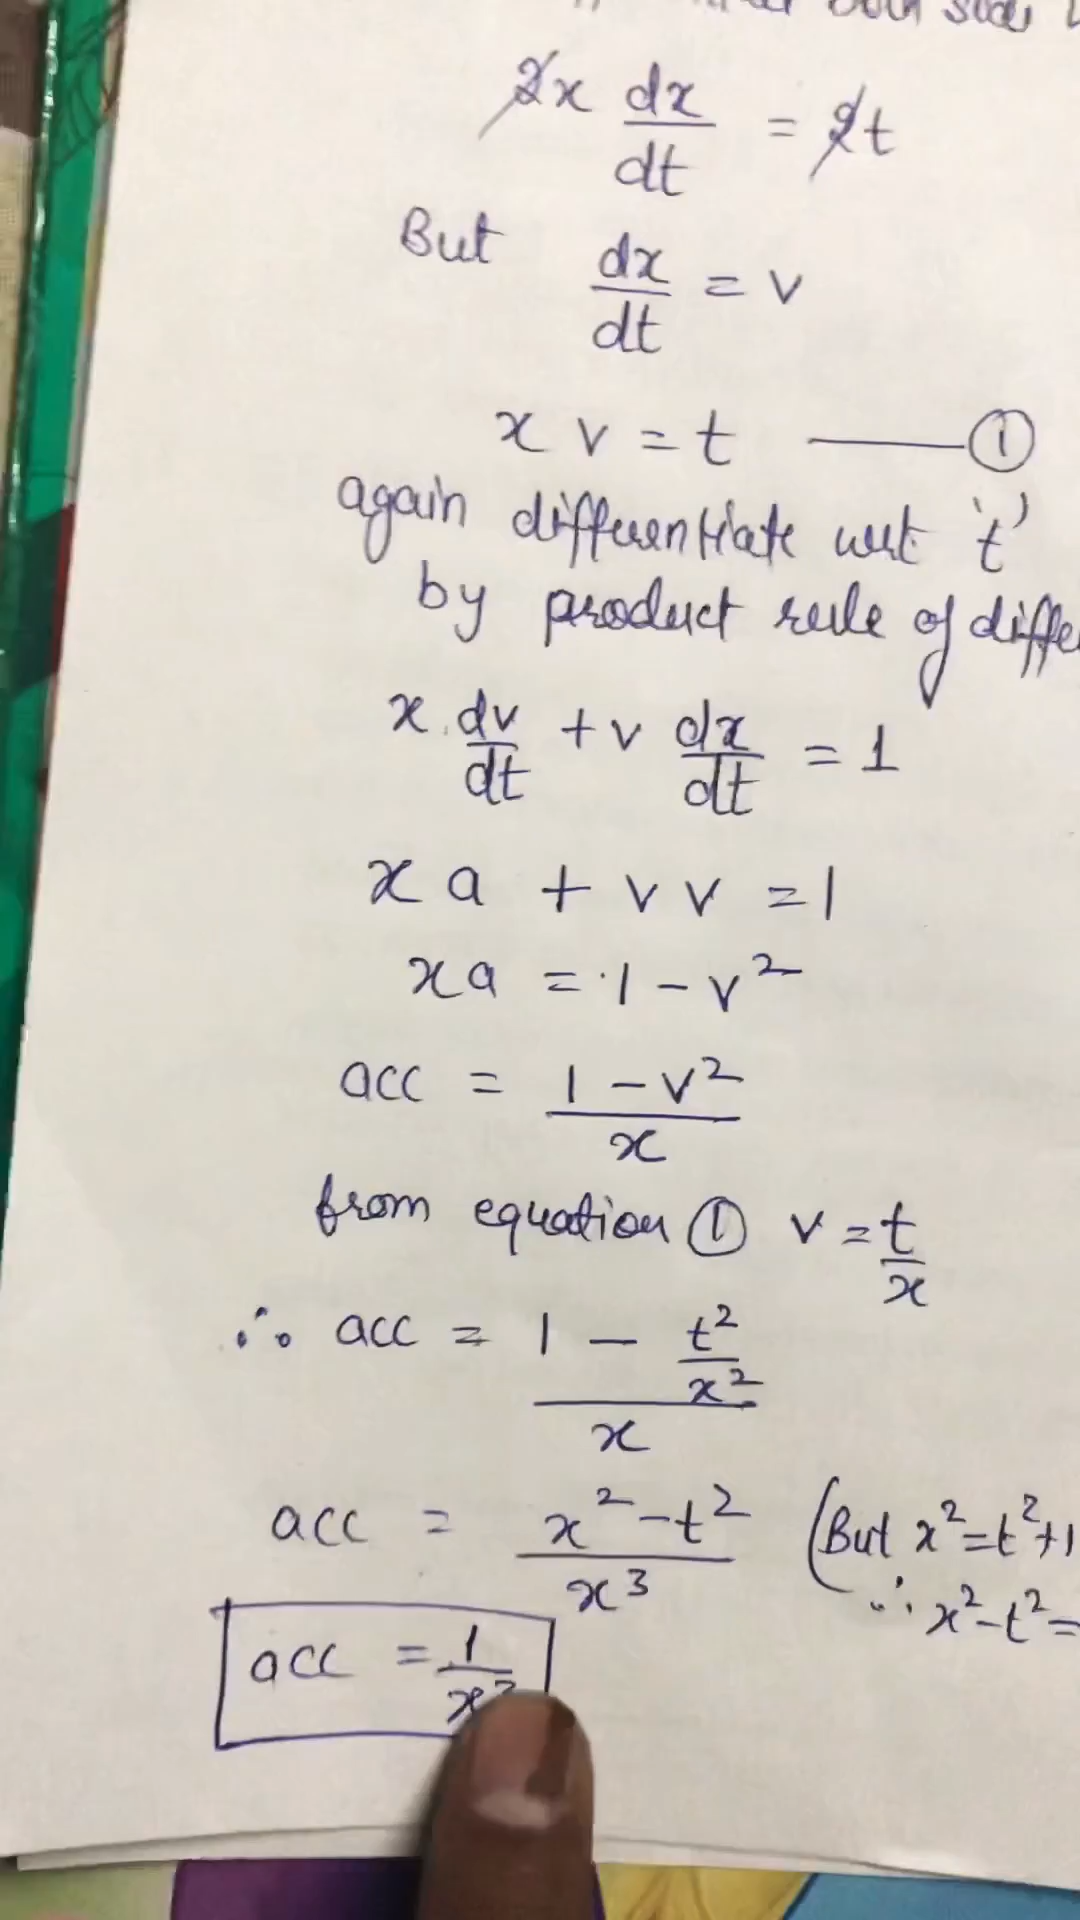 both side
2x dx/dt = 2t
But dx/dt = v
x v = t —— ①
again differentiate wrt 't'
by product rule of diffe
x . dv/dt + v dx/dt = 1
x a + v v = 1
x a = 1 - v²
acc = (1 - v²)/x
from equation ① v = t/x
∴ acc = (1 - t²/x²)/x
acc = (x² - t²)/x³ (But x² = t² + 1
∴ x² - t² =
acc = 1/x